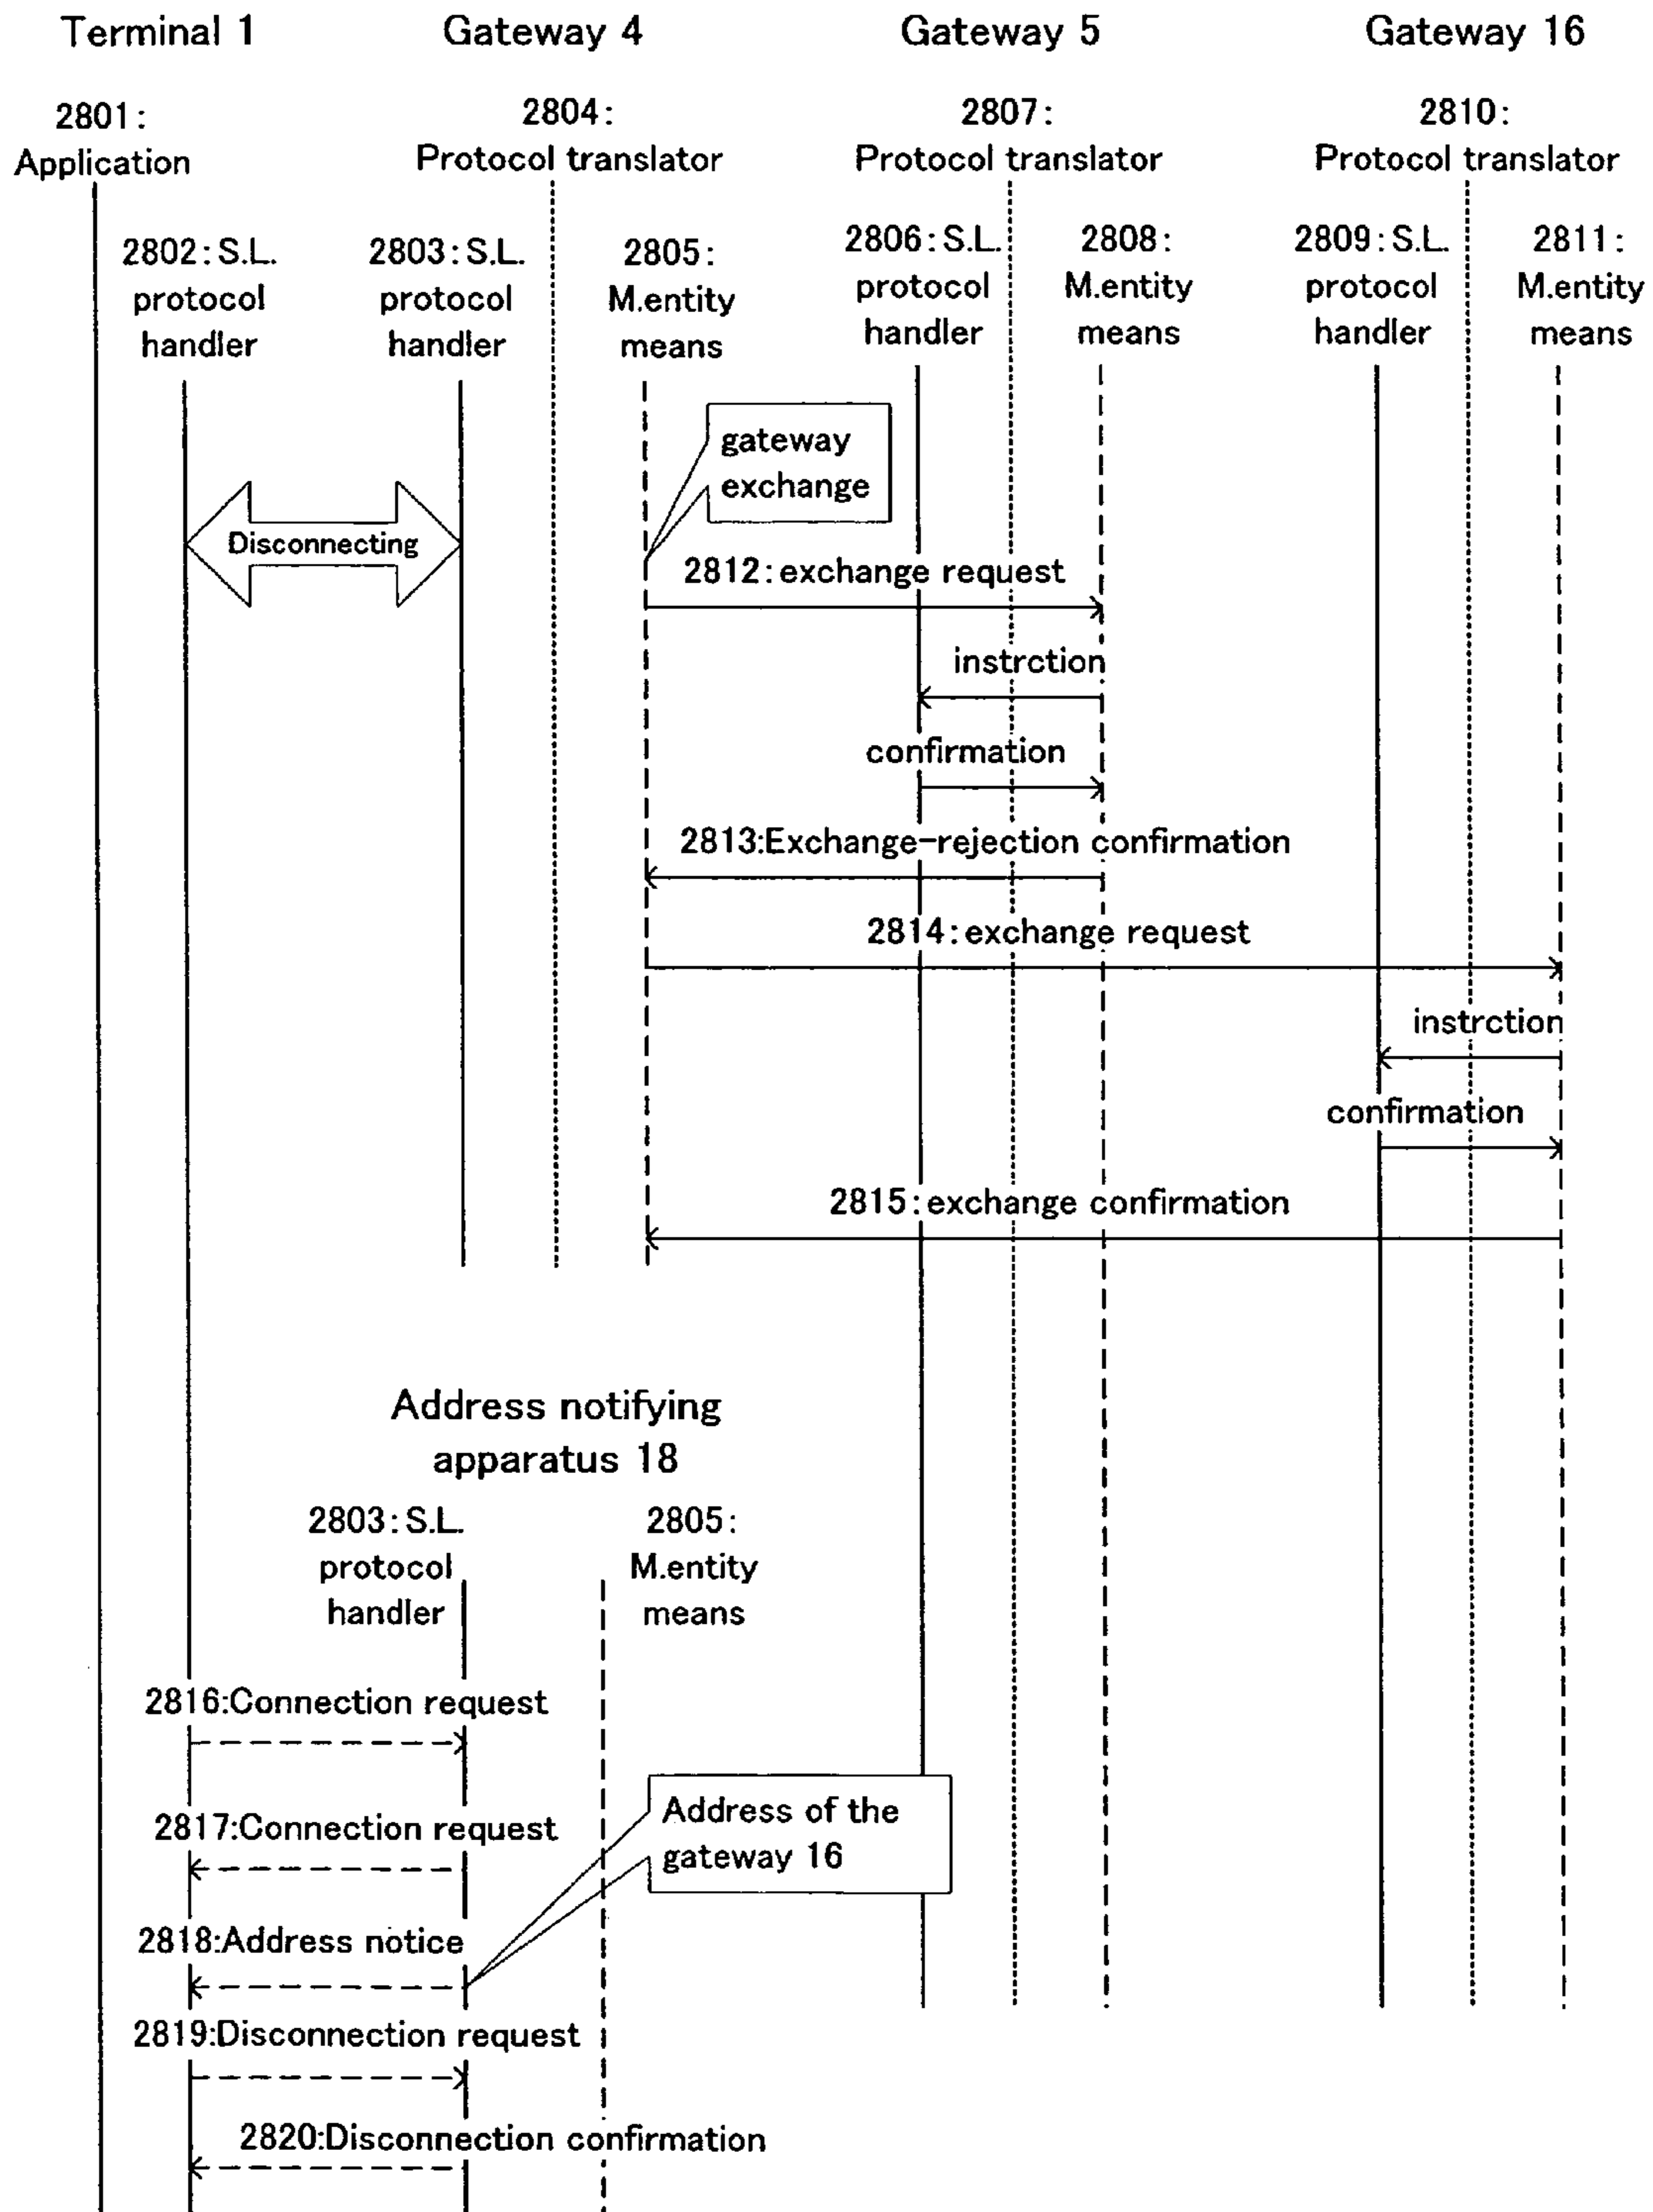 Terminal 1
Gateway 4
Gateway 5
Gateway 16
2801:
Application
2804:
Protocol translator
2807:
Protocol translator
2810:
Protocol translator
2802:S.L.
protocol
handler
2803:S.L.
protocol
handler
2805:
M.entity
means
2806:S.L.
protocol
handler
2808:
M.entity
means
2809:S.L.
protocol
handler
2811:
M.entity
means
gateway
exchange
Disconnecting
2812:exchange request
instrction
confirmation
2813:Exchange-rejection confirmation
2814:exchange request
instrction
confirmation
2815:exchange confirmation
Address notifying
apparatus 18
2803:S.L.
protocol
handler
2805:
M.entity
means
2816:Connection request
2817:Connection request
Address of the
gateway 16
2818:Address notice
2819:Disconnection request
2820:Disconnection confirmation